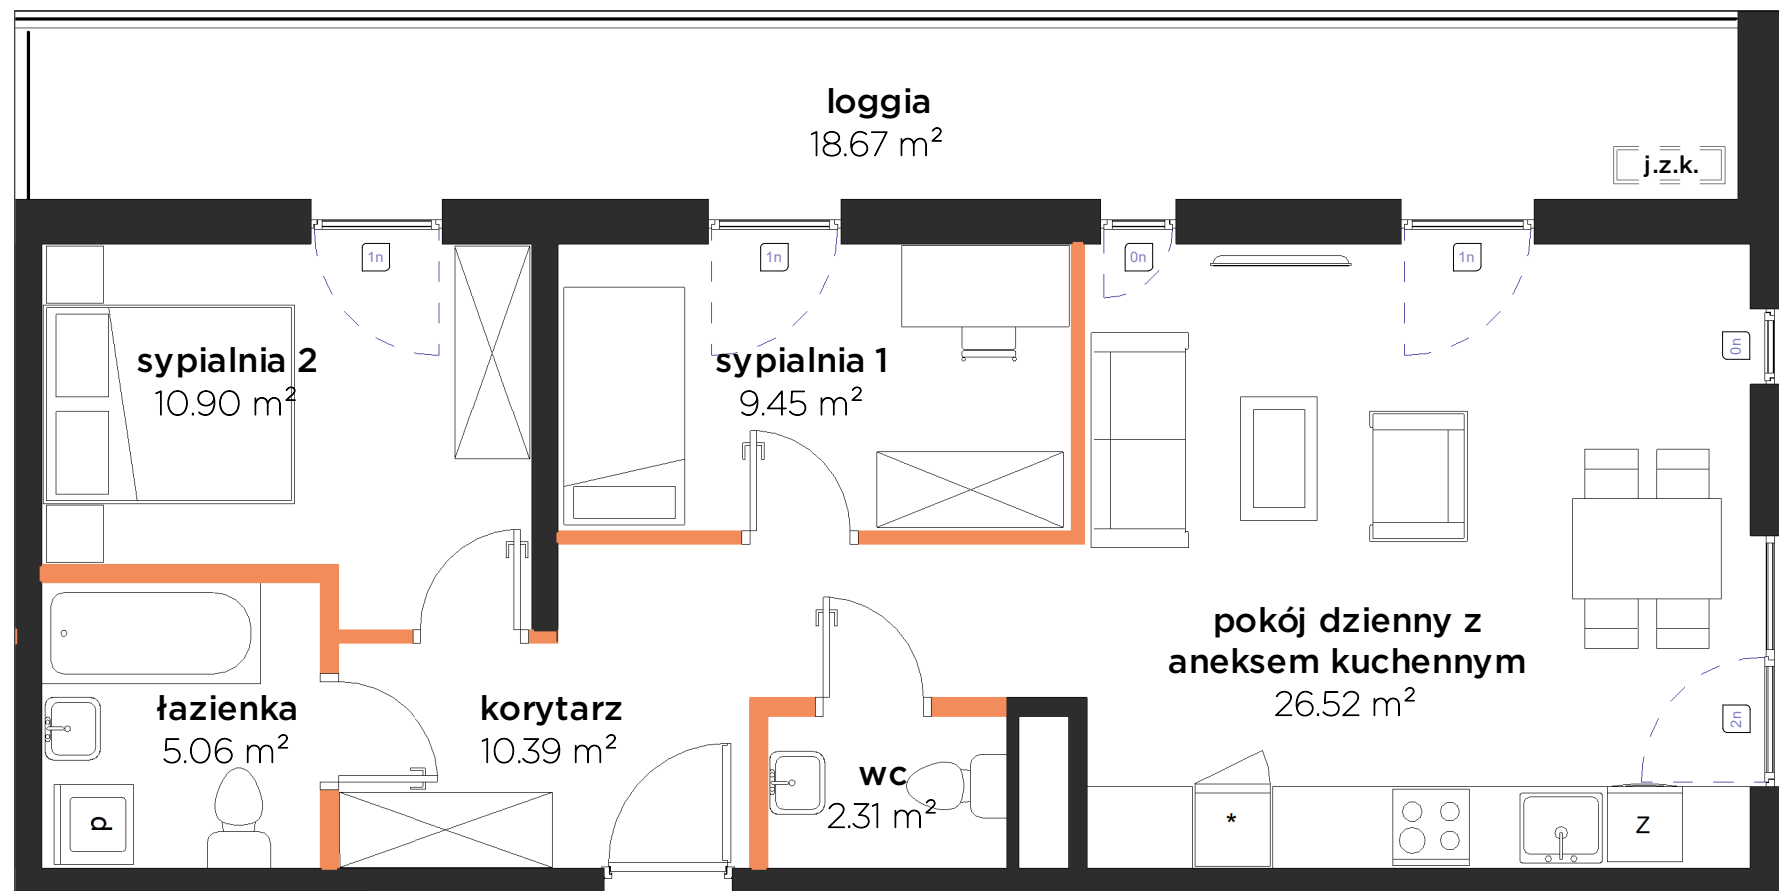 loggia
18.67 m²
j.z.k.
1n
1n
0n
1n
0n
sypialnia 2
10.90 m²
sypialnia 1
9.45 m²
pokój dzienny z
aneksem kuchennym
26.52 m²
łazienka
5.06 m²
korytarz
10.39 m²
2n
wc
2.31 m²
p
*
Z